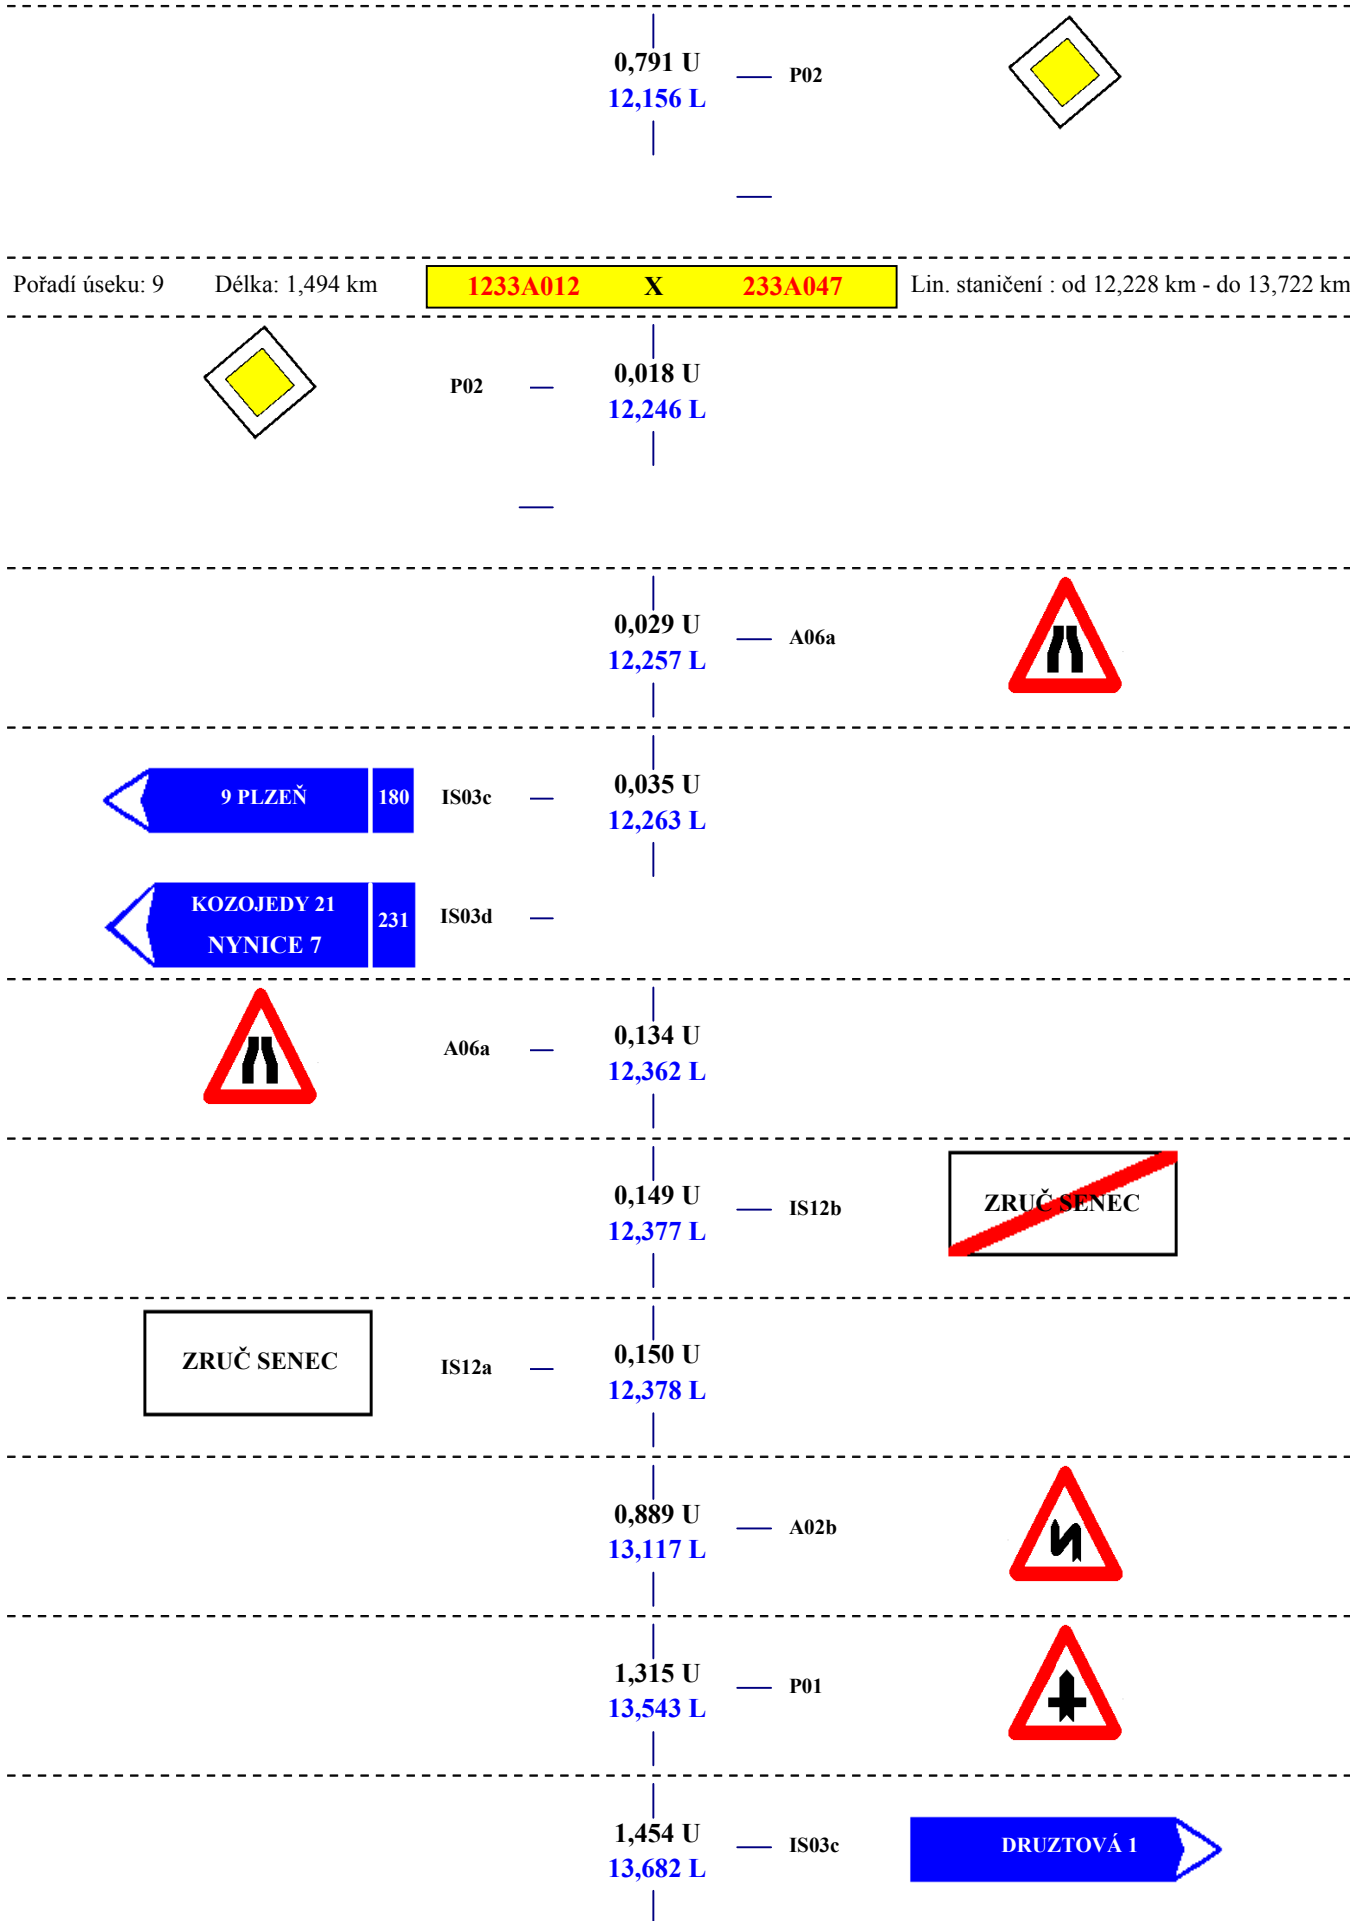 0,791 U
P02
12,156 L
Pořadí úseku: 9 Délka: 1,494 km 1233A012 X 233A047 Lin. staničení : od 12,228 km - do 13,722 km
P02
0,018 U
12,246 L
0,029 U
A06a
12,257 L
9 PLZEŇ 180 IS03c
0,035 U
12,263 L
KOZOJEDY 21
NYNICE 7
231 IS03d
A06a
0,134 U
12,362 L
0,149 U
12,377 L
IS12b
ZRUČ SENEC
ZRUČ SENEC
IS12a
0,150 U
12,378 L
0,889 U
13,117 L
A02b
1,315 U
13,543 L
P01
1,454 U
13,682 L
IS03c
DRUZTOVÁ 1